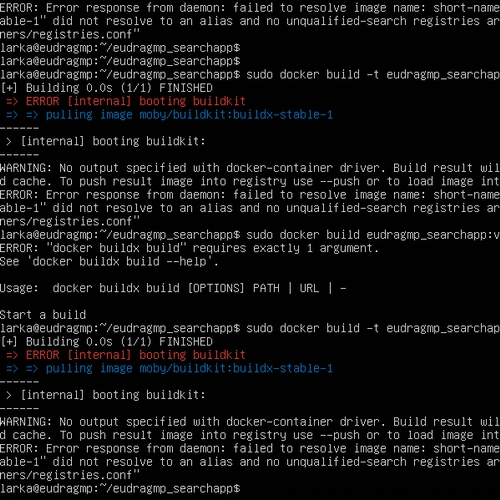 ERROR: Error response from daemon: failed to resolve image name: short-name
able-1" did not resolve to an alias and no unqualified-search registries ar
ners/registries.conf"
larka@eudragmp:~/eudragmp_searchapp$
larka@eudragmp:~/eudragmp_searchapp$
larka@eudragmp:~/eudragmp_searchapp$ sudo docker build -t eudragmp_searchap
[+] Building 0.0s (1/1) FINISHED
=> ERROR [internal] booting buildkit
=> => pulling image moby/buildkit:buildx-stable-1
------
> [internal] booting buildkit:
------
WARNING: No output specified with docker-container driver. Build result wil
d cache. To push result image into registry use --push or to load image int
ERROR: Error response from daemon: failed to resolve image name: short-name
able-1" did not resolve to an alias and no unqualified-search registries ar
ners/registries.conf"
larka@eudragmp:~/eudragmp_searchapp$ sudo docker build eudragmp_searchapp:v
ERROR: "docker buildx build" requires exactly 1 argument.
See 'docker buildx build --help'.
Usage:  docker buildx build [OPTIONS] PATH | URL | -
Start a build
larka@eudragmp:~/eudragmp_searchapp$ sudo docker build -t eudragmp_searchap
[+] Building 0.0s (1/1) FINISHED
=> ERROR [internal] booting buildkit
=> => pulling image moby/buildkit:buildx-stable-1
------
> [internal] booting buildkit:
------
WARNING: No output specified with docker-container driver. Build result wil
d cache. To push result image into registry use --push or to load image int
ERROR: Error response from daemon: failed to resolve image name: short-name
able-1" did not resolve to an alias and no unqualified-search registries ar
ners/registries.conf"
larka@eudragmp:~/eudragmp_searchapp$